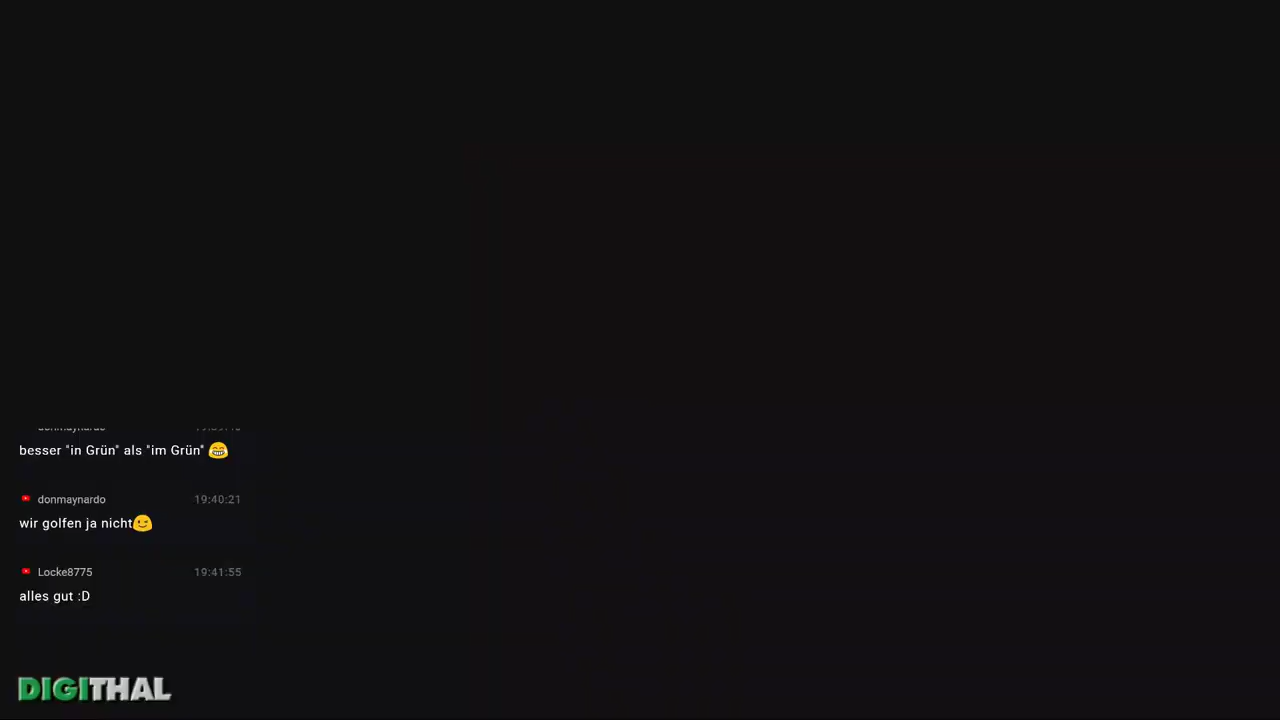 besser "in Grün" als "im Grün" 😂
donmaynardo 19:40:21
wir golfen ja nicht😉
Locke8775 19:41:55
alles gut :D
DIGITHAL